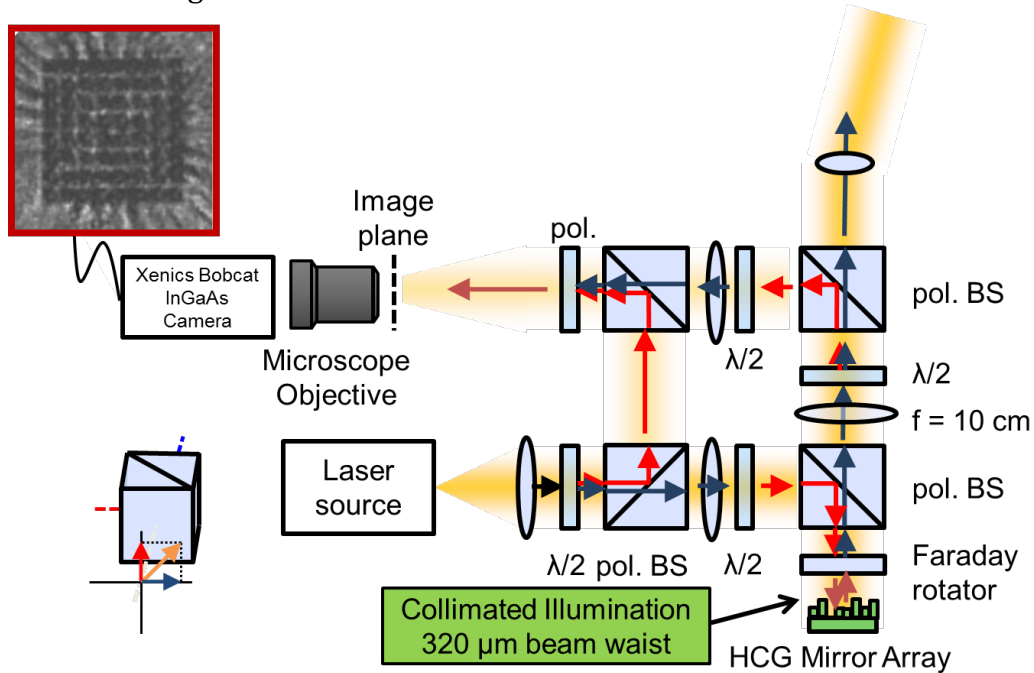 Image
plane
pol.
Xenics Bobcat
InGaAs
Camera
pol. BS
λ/2
Microscope
Objective
λ/2
f = 10 cm
Laser
source
pol. BS
λ/2 pol. BS
λ/2
Faraday
rotator
Collimated Illumination
320 µm beam waist
HCG Mirror Array